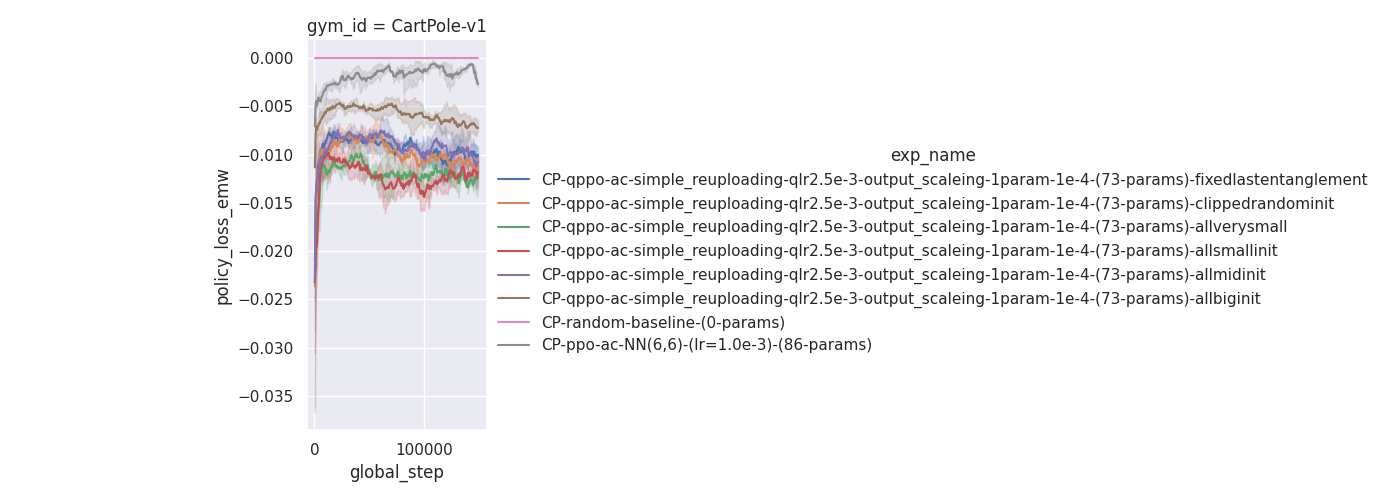 gym_id = CartPole-v1
0.000
−0.005
−0.010
−0.015
−0.020
−0.025
−0.030
−0.035
policy_loss_emw
0
100000
global_step
exp_name
CP-qppo-ac-simple_reuploading-qlr2.5e-3-output_scaleing-1param-1e-4-(73-params)-fixedlastentanglement
CP-qppo-ac-simple_reuploading-qlr2.5e-3-output_scaleing-1param-1e-4-(73-params)-clippedrandominit
CP-qppo-ac-simple_reuploading-qlr2.5e-3-output_scaleing-1param-1e-4-(73-params)-allverysmall
CP-qppo-ac-simple_reuploading-qlr2.5e-3-output_scaleing-1param-1e-4-(73-params)-allsmallinit
CP-qppo-ac-simple_reuploading-qlr2.5e-3-output_scaleing-1param-1e-4-(73-params)-allmidinit
CP-qppo-ac-simple_reuploading-qlr2.5e-3-output_scaleing-1param-1e-4-(73-params)-allbiginit
CP-random-baseline-(0-params)
CP-ppo-ac-NN(6,6)-(lr=1.0e-3)-(86-params)